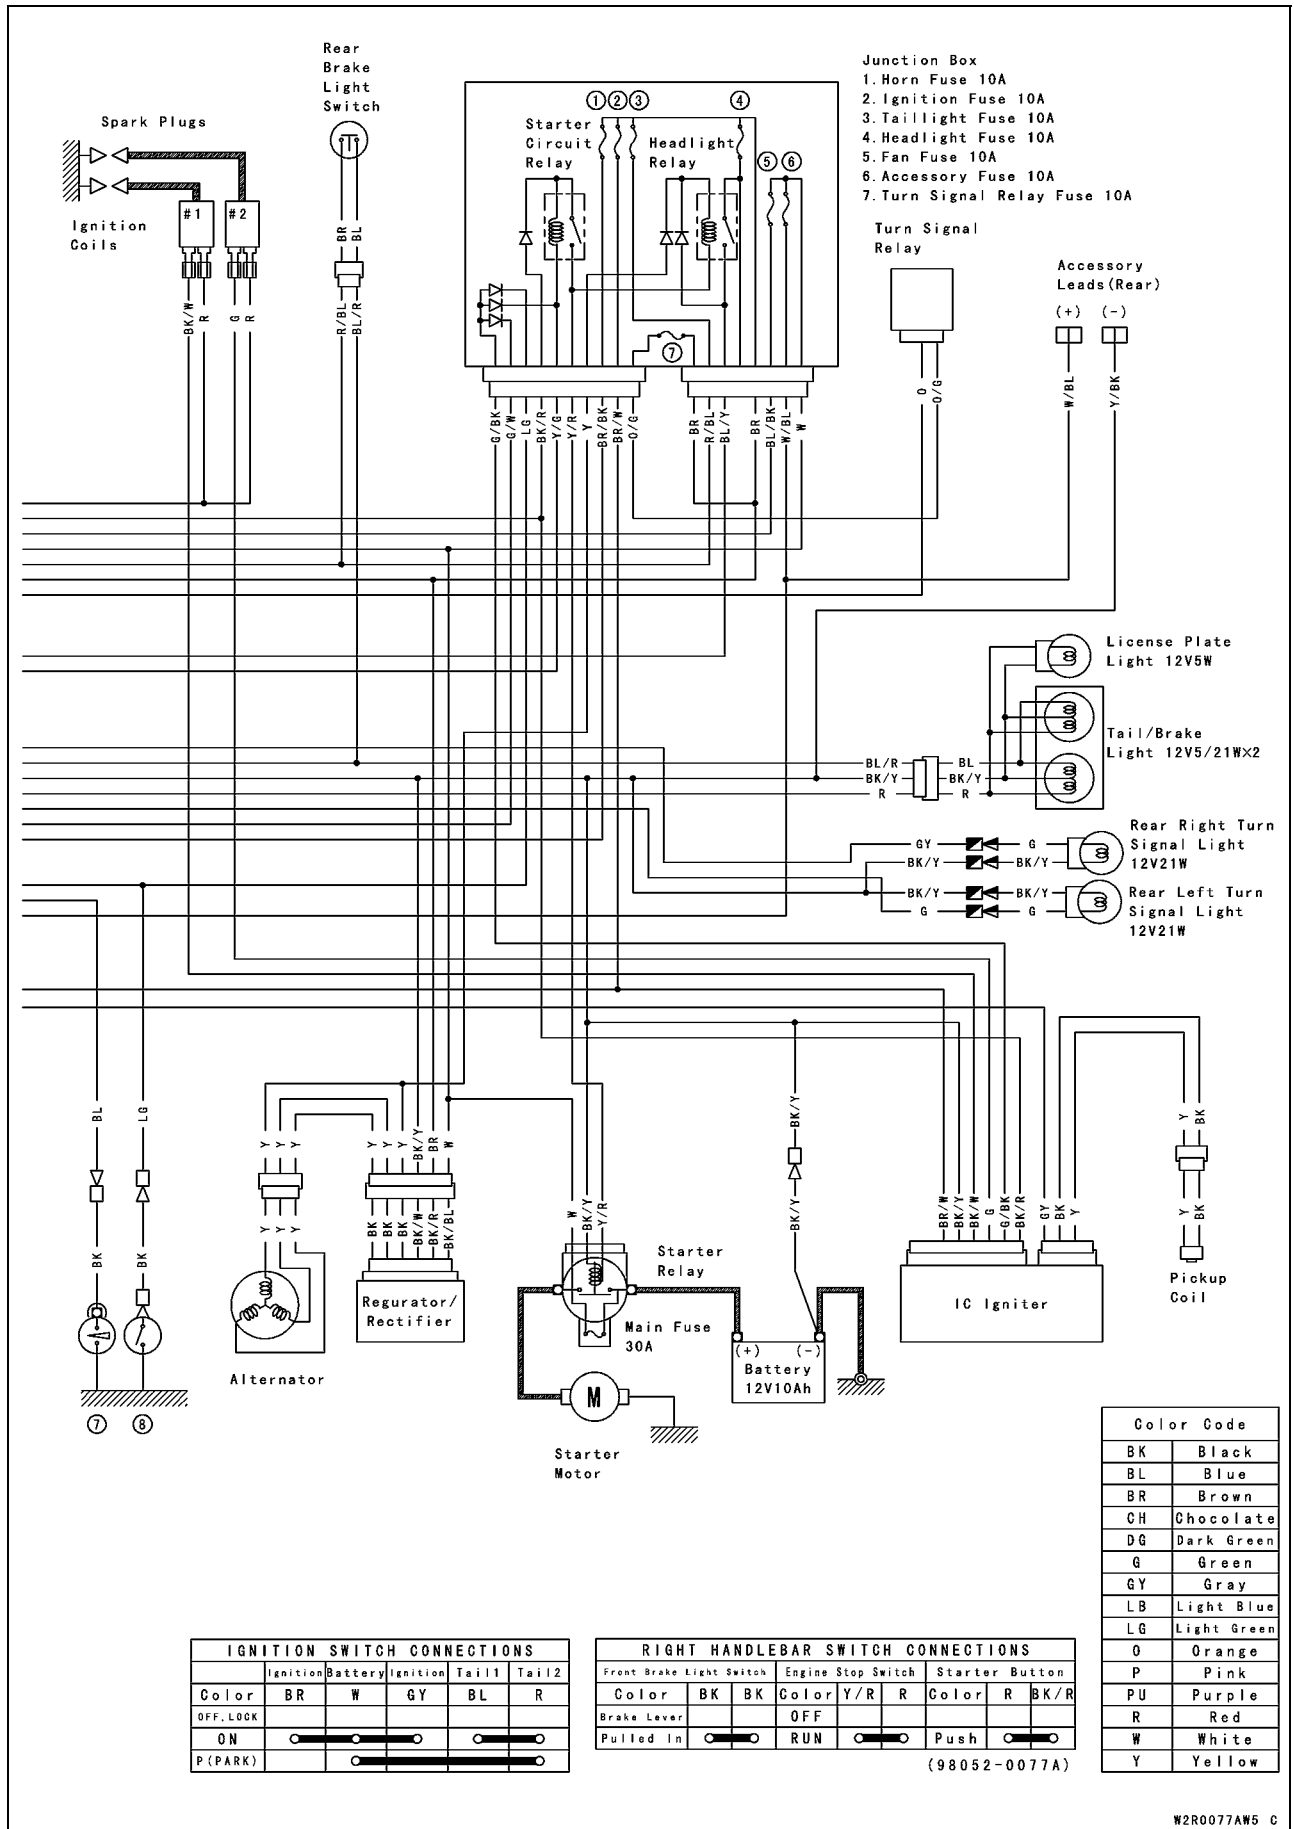 Rear
Brake
Light
Switch
Spark Plugs
Ignition
Coils
#1
#2
BR
BL
R/BL
BL/R
BK/W
R
G
R
1
2
3
4
5
6
7
Starter
Circuit
Relay
Headlight
Relay
Junction Box
1.Horn Fuse 10A
2.Ignition Fuse 10A
3.Taillight Fuse 10A
4.Headlight Fuse 10A
5.Fan Fuse 10A
6.Accessory Fuse 10A
7.Turn Signal Relay Fuse 10A
Turn Signal
Relay
Accessory
Leads(Rear)
(+) (-)
G/BK
G/W
LG
BK/R
Y/G
Y/R
Y
BR/BK
BR/W
O/G
BR
R/BL
BL/Y
BR
BL/BK
W/BL
W
O
O/G
W/BL
Y/BK
License Plate
Light 12V5W
Tail/Brake
Light 12V5/21W×2
BL/R BL
BK/Y BK/Y
R R
Rear Right Turn
Signal Light
12V21W
GY G
BK/Y BK/Y
Rear Left Turn
Signal Light
12V21W
BK/Y BK/Y
G G
BL
LG
BK
BK
7
8
Y
Y
Y
Y
Y
Y
Alternator
Y
Y
Y
BK/Y
BR
W
BK
BK
BK
BK/W
BK/R
BK/BL
Regurator/
Rectifier
W
BK/Y
Y/R
Starter
Relay
Main Fuse
30A
M
Starter
Motor
BK/Y
BK/Y
(+) (-)
Battery
12V10Ah
BR/W
BK/Y
BK/W
G
G/BK
BK/R
GY
BK
Y
IC Igniter
Y
BK
Y
BK
Pickup
Coil
Color Code
BK Black
BL Blue
BR Brown
CH Chocolate
DG Dark Green
G Green
GY Gray
LB Light Blue
LG Light Green
O Orange
P Pink
PU Purple
R Red
W White
Y Yellow
IGNITION SWITCH CONNECTIONS
Ignition Battery Ignition Tail1 Tail2
Color BR W GY BL R
OFF,LOCK
ON
P(PARK)
RIGHT HANDLEBAR SWITCH CONNECTIONS
Front Brake Light Switch Engine Stop Switch Starter Button
Color BK BK Color Y/R R Color R BK/R
Brake Lever OFF
Pulled In RUN Push
(98052-0077A)
W2R0077AW5 C